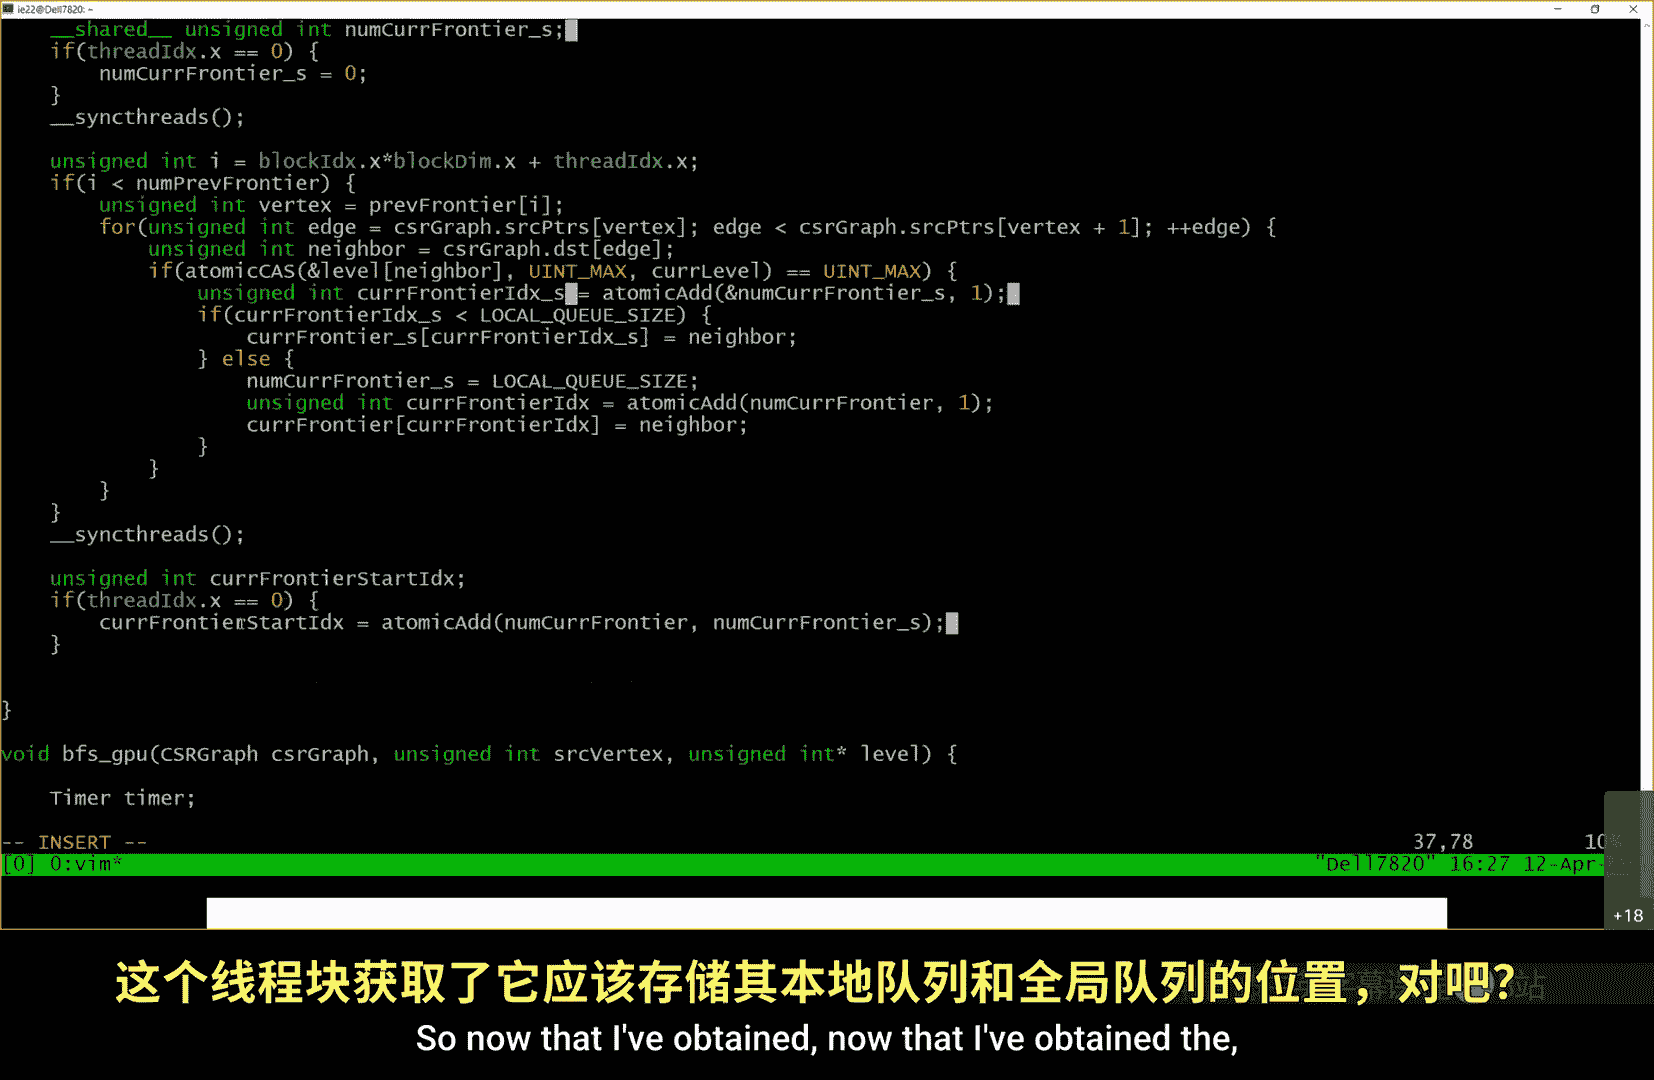 ie22@Dell7820: ~
__shared__ unsigned int numCurrFrontier_s;
if(threadIdx.x == 0) {
numCurrFrontier_s = 0;
}
__syncthreads();
unsigned int i = blockIdx.x*blockDim.x + threadIdx.x;
if(i < numPrevFrontier) {
unsigned int vertex = prevFrontier[i];
for(unsigned int edge = csrGraph.srcPtrs[vertex]; edge < csrGraph.srcPtrs[vertex + 1]; ++edge) {
unsigned int neighbor = csrGraph.dst[edge];
if(atomicCAS(&level[neighbor], UINT_MAX, currLevel) == UINT_MAX) {
unsigned int currFrontierIdx_s = atomicAdd(&numCurrFrontier_s, 1);
if(currFrontierIdx_s < LOCAL_QUEUE_SIZE) {
currFrontier_s[currFrontierIdx_s] = neighbor;
} else {
numCurrFrontier_s = LOCAL_QUEUE_SIZE;
unsigned int currFrontierIdx = atomicAdd(numCurrFrontier, 1);
currFrontier[currFrontierIdx] = neighbor;
}
}
}
}
__syncthreads();
unsigned int currFrontierStartIdx;
if(threadIdx.x == 0) {
currFrontierStartIdx = atomicAdd(numCurrFrontier, numCurrFrontier_s);
}
}
void bfs_gpu(CSRGraph csrGraph, unsigned int srcVertex, unsigned int* level) {
Timer timer;
-- INSERT -- 37,78
[0] 0:vim* "Dell7820" 16:27 12-Apr-
+18
这个线程块获取了它应该存储其本地队列和全局队列的位置，对吧?
So now that I've obtained, now that I've obtained the,